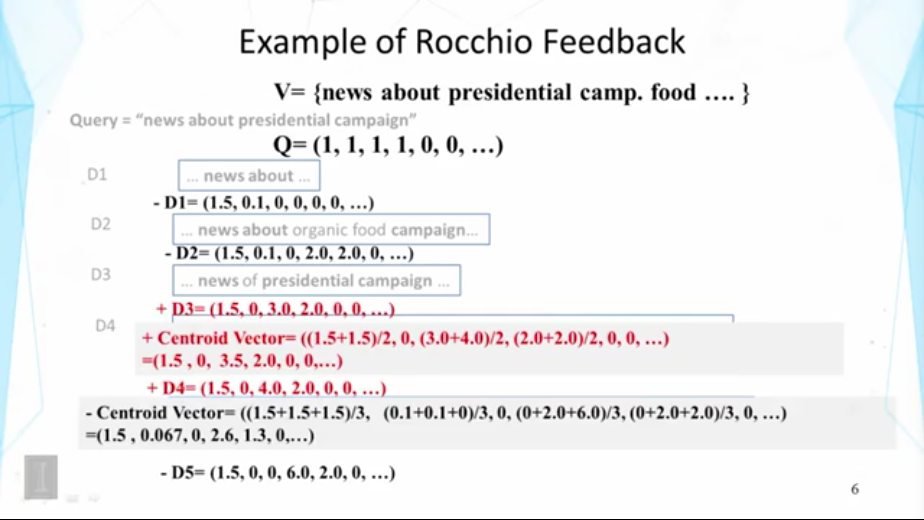 Example of Rocchio Feedback
V= {news about presidential camp. food .... }
Query = "news about presidential campaign"
Q= (1, 1, 1, 1, 0, 0, ...)
D1
... news about ...
- D1= (1.5, 0.1, 0, 0, 0, 0, ...)
D2
... news about organic food campaign...
- D2= (1.5, 0.1, 0, 2.0, 2.0, 0, ...)
D3
... news of presidential campaign ...
+ D3= (1.5, 0, 3.0, 2.0, 0, 0, ...)
D4
+ Centroid Vector= ((1.5+1.5)/2, 0, (3.0+4.0)/2, (2.0+2.0)/2, 0, 0, ...)
=(1.5 , 0, 3.5, 2.0, 0, 0,...)
+ D4= (1.5, 0, 4.0, 2.0, 0, 0, ...)
- Centroid Vector= ((1.5+1.5+1.5)/3, (0.1+0.1+0)/3, 0, (0+2.0+6.0)/3, (0+2.0+2.0)/3, 0, ...)
=(1.5 , 0.067, 0, 2.6, 1.3, 0,...)
- D5= (1.5, 0, 0, 6.0, 2.0, 0, ...)
6